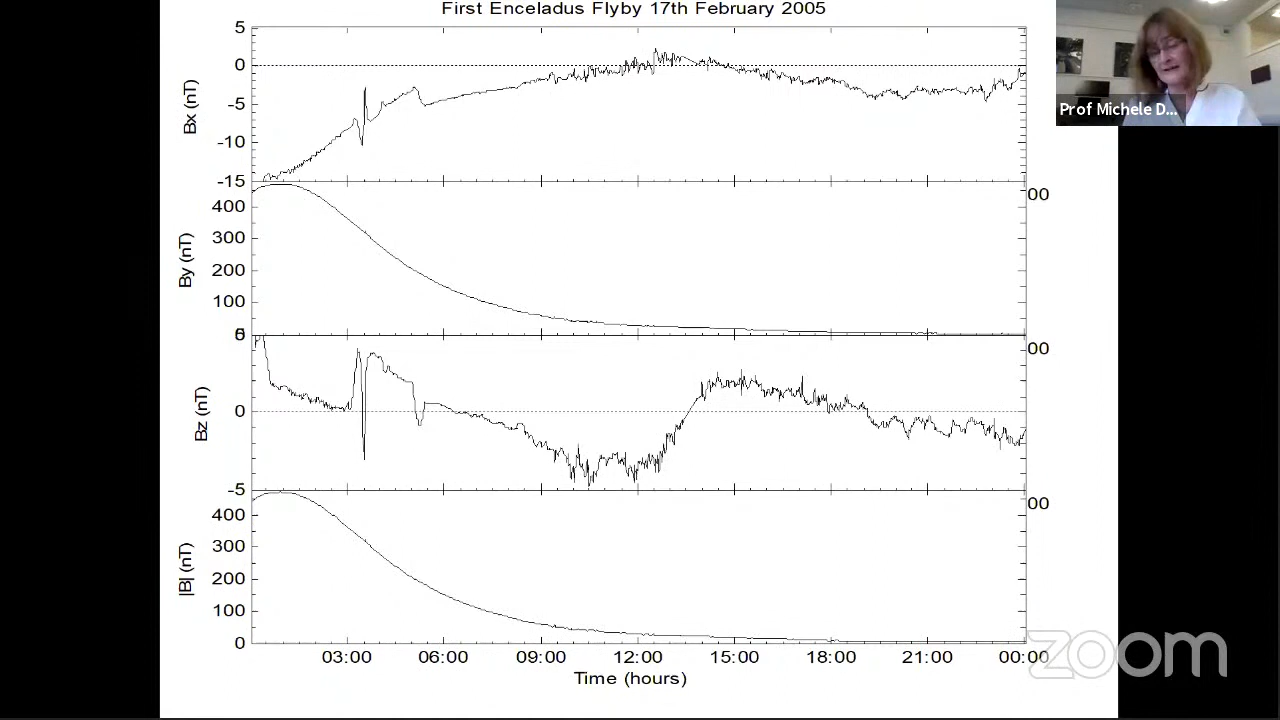 First Enceladus Flyby 17th February 2005
5
0
-5
-10
-15
Bx (nT)
Prof Michele D...
400
300
200
100
By (nT)
00
0
-5
Bz (nT)
00
400
300
200
100
0
|B| (nT)
00
03:00 06:00 09:00 12:00 15:00 18:00 21:00 00:00
Time (hours)
zoom